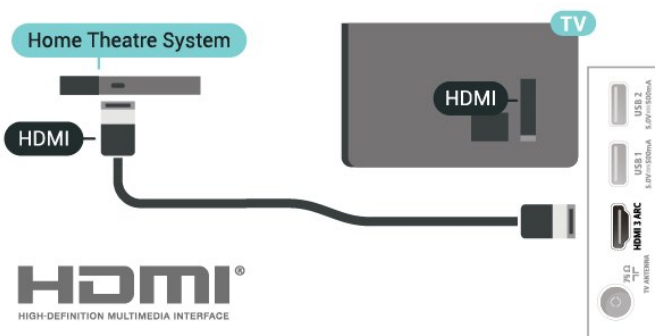 Home Theatre System
TV
HDMI
HDMI
USB 2
5.0V⎓500mA
USB 1
5.0V⎓500mA
HDMI 3 ARC
75 Ω
TV ANTENNA
HDMI®
HIGH-DEFINITION MULTIMEDIA INTERFACE